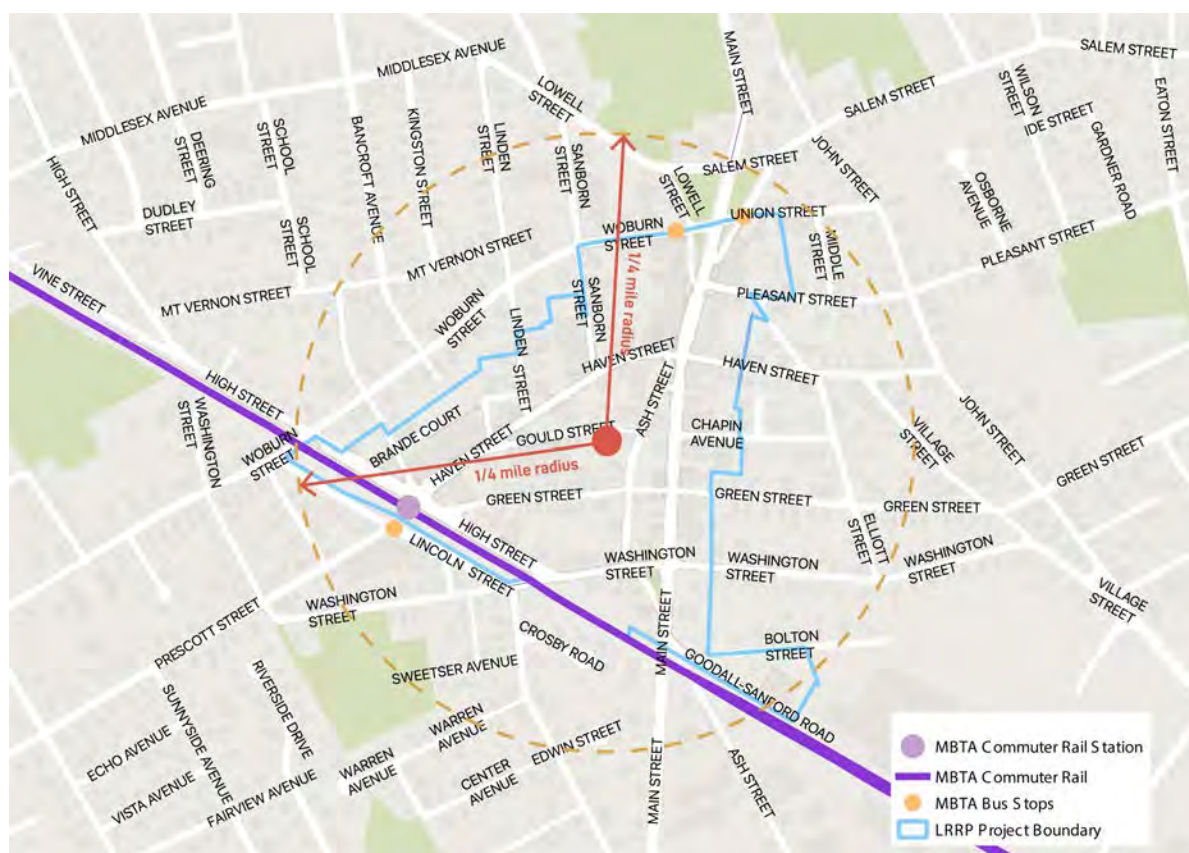 MAIN STREET
SALEM STREET
MIDDLESEX AVENUE
LOWELL
STREET
WILSON
STREET
EATON STREET
SALEM STREET
MIDDLESEX AVENUE
DEERING
STREET
SCHOOL
STREET
BANCROFT AVENUE
KINGSTON STREET
LINDEN
STREET
SANBORN
STREET
IDE STREET
GARDNER ROAD
HIGH STREET
SALEM STREET
JOHN STREET
LOWELL
STREET
OSBORNE
AVENUE
DUDLEY
STREET
SCHOOL
STREET
WOBURN
STREET
UNION STREET
MIDDLE
STREET
PLEASANT STREET
MT VERNON STREET
VINE STREET
MT VERNON STREET
WOBURN
STREET
SANBORN
STREET
1/4 mile radius
PLEASANT STREET
LINDEN
STREET
HAVEN STREET
HAVEN STREET
HIGH STREET
WASHINGTON
STREET
ASH STREET
JOHN STREET
WOBURN
STREET
BRANDE COURT
HAVEN STREET
GOULD STREET
CHAPIN
AVENUE
VILLAGE
STREET
GREEN STREET
1/4 mile radius
GREEN STREET
GREEN STREET
GREEN STREET
HIGH STREET
LINCOLN STREET
ELLIOTT
STREET
WASHINGTON
STREET
WASHINGTON
STREET
WASHINGTON
STREET
WASHINGTON
STREET
VILLAGE
STREET
PRESCOTT STREET
CROSBY ROAD
MAIN STREET
BOLTON
STREET
GOODALL-SANFORD
ROAD
SWEETSER AVENUE
RIVERSIDE DRIVE
SUNNYSIDE AVENUE
ECHO AVENUE
WARREN
AVENUE
WARREN
AVENUE
EDWIN STREET
CENTER
AVENUE
VISTA AVENUE
FAIRVIEW AVENUE
MAIN STREET
ASH STREET
MBTA Commuter Rail Station
MBTA Commuter Rail
MBTA Bus Stops
LRRP Project Boundary